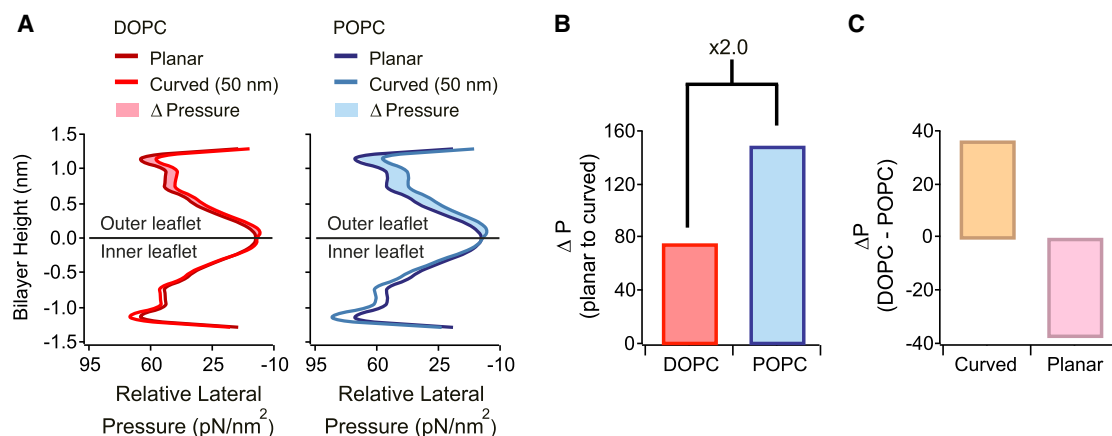 A
DOPC
Planar
Curved (50 nm)
Δ Pressure
POPC
Planar
Curved (50 nm)
Δ Pressure
Bilayer Height (nm)
1.5
1.0
0.5
0.0
-0.5
-1.0
-1.5
Outer leaflet
Inner leaflet
Outer leaflet
Inner leaflet
95 60 25 -10
95 60 25 -10
Relative Lateral
Pressure (pN/nm²)
Relative Lateral
Pressure (pN/nm²)
B
x2.0
Δ P
(planar to curved)
160
120
80
40
0
DOPC POPC
C
ΔP
(DOPC - POPC)
40
20
0
-20
-40
Curved Planar